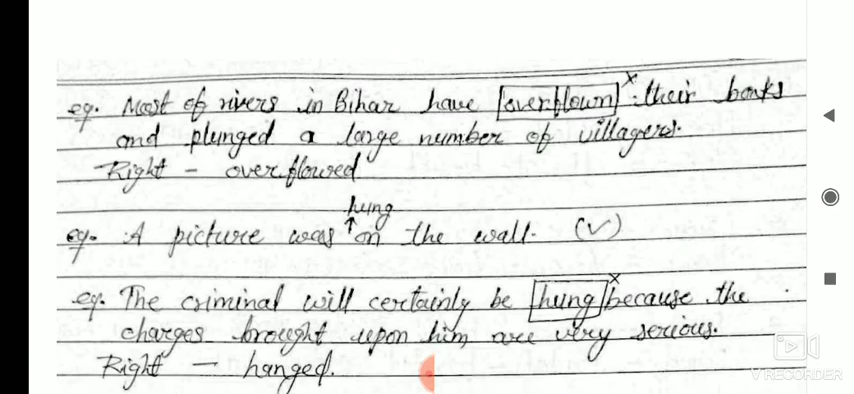 eg. Most of rivers in Bihar have overflown x their banks
and plunged a large number of villagers.
Right - overflowed
hung
eg. A picture was ↑ on the wall. (✓)
eg. The criminal will certainly be hung x because the
charges brought upon him are very serious.
Right - hanged.
V RECORDER